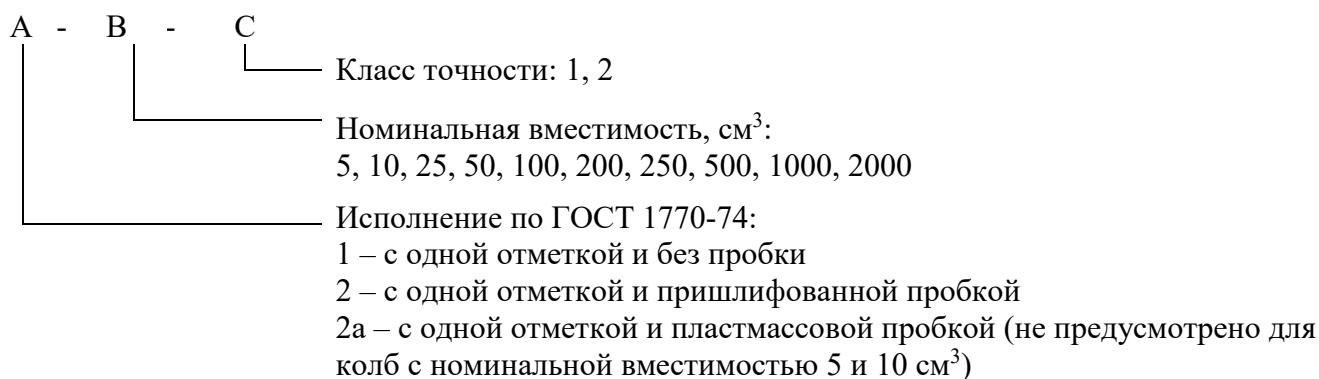 A - B - C
Класс точности: 1, 2
Номинальная вместимость, см³:
5, 10, 25, 50, 100, 200, 250, 500, 1000, 2000
Исполнение по ГОСТ 1770-74:
1 – с одной отметкой и без пробки
2 – с одной отметкой и пришлифованной пробкой
2а – с одной отметкой и пластмассовой пробкой (не предусмотрено для
колб с номинальной вместимостью 5 и 10 см³)